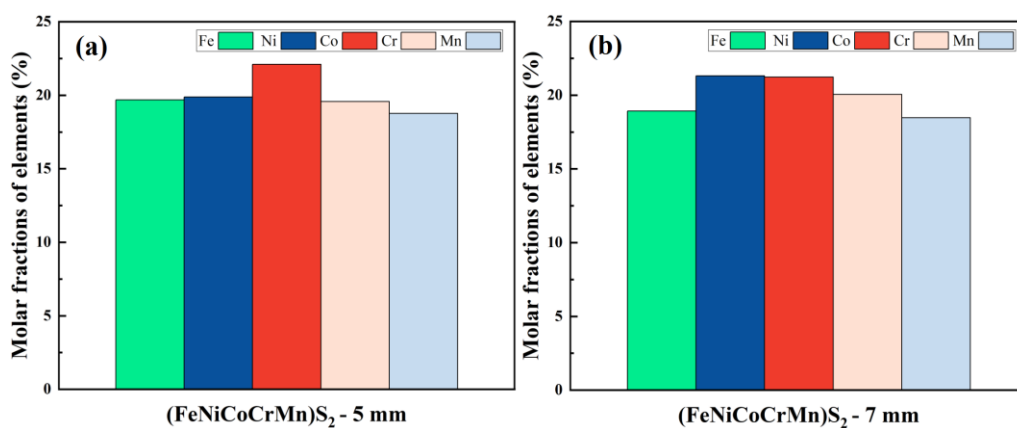 (a)
Fe Ni Co Cr Mn
Molar fractions of elements (%)
25
20
15
10
5
0
(FeNiCoCrMn)S₂ - 5 mm
(b)
Fe Ni Co Cr Mn
Molar fractions of elements (%)
25
20
15
10
5
0
(FeNiCoCrMn)S₂ - 7 mm